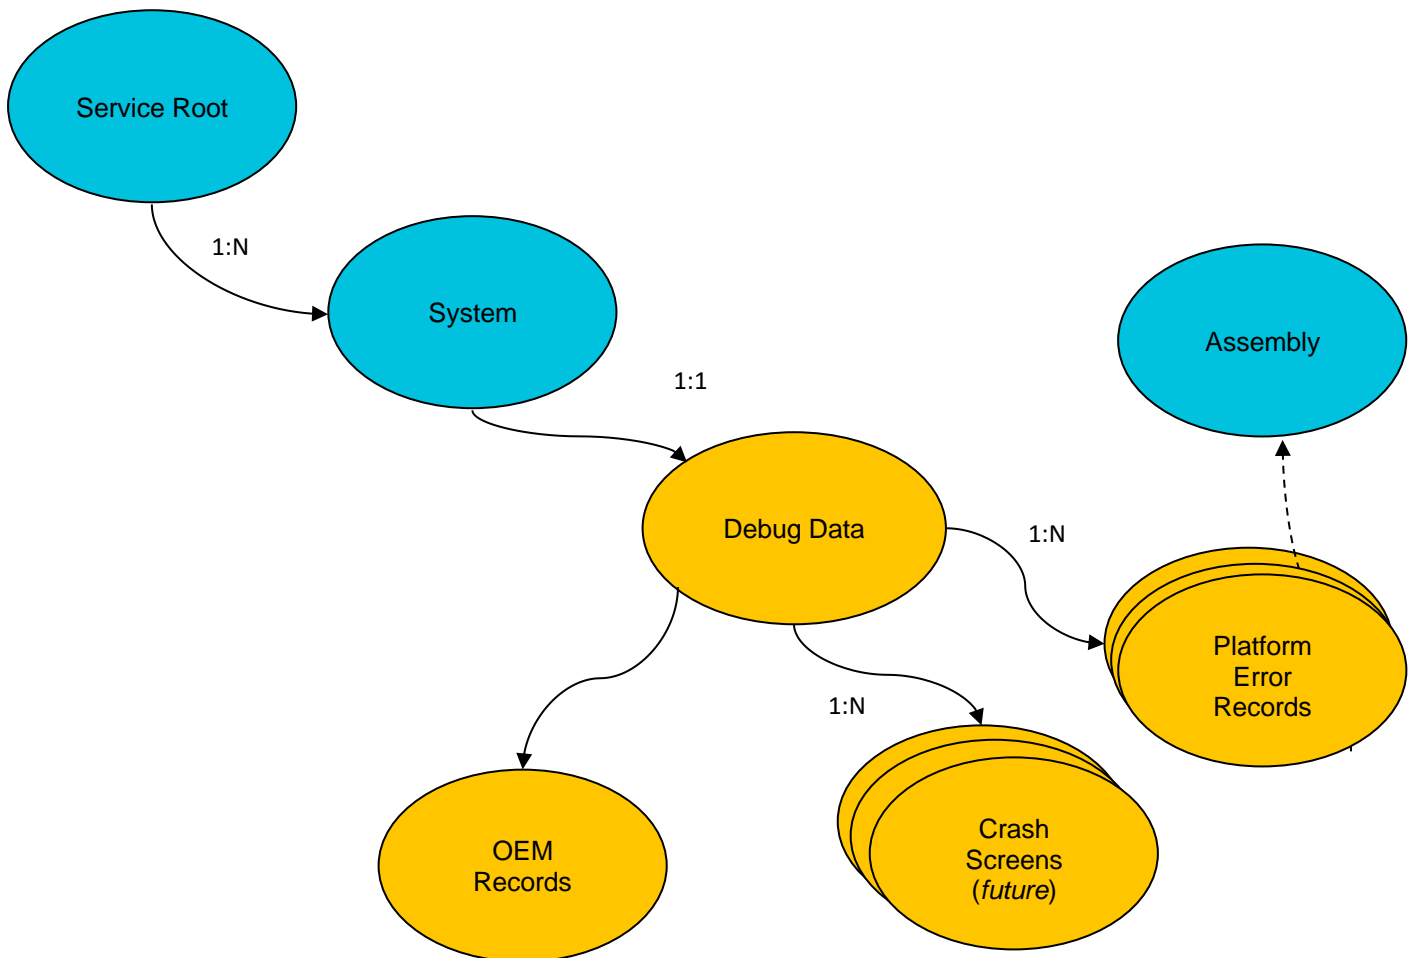 Service Root
1:N
System
Assembly
1:1
Debug Data
1:N
Platform
Error
Records
1:N
OEM
Records
Crash
Screens
(future)